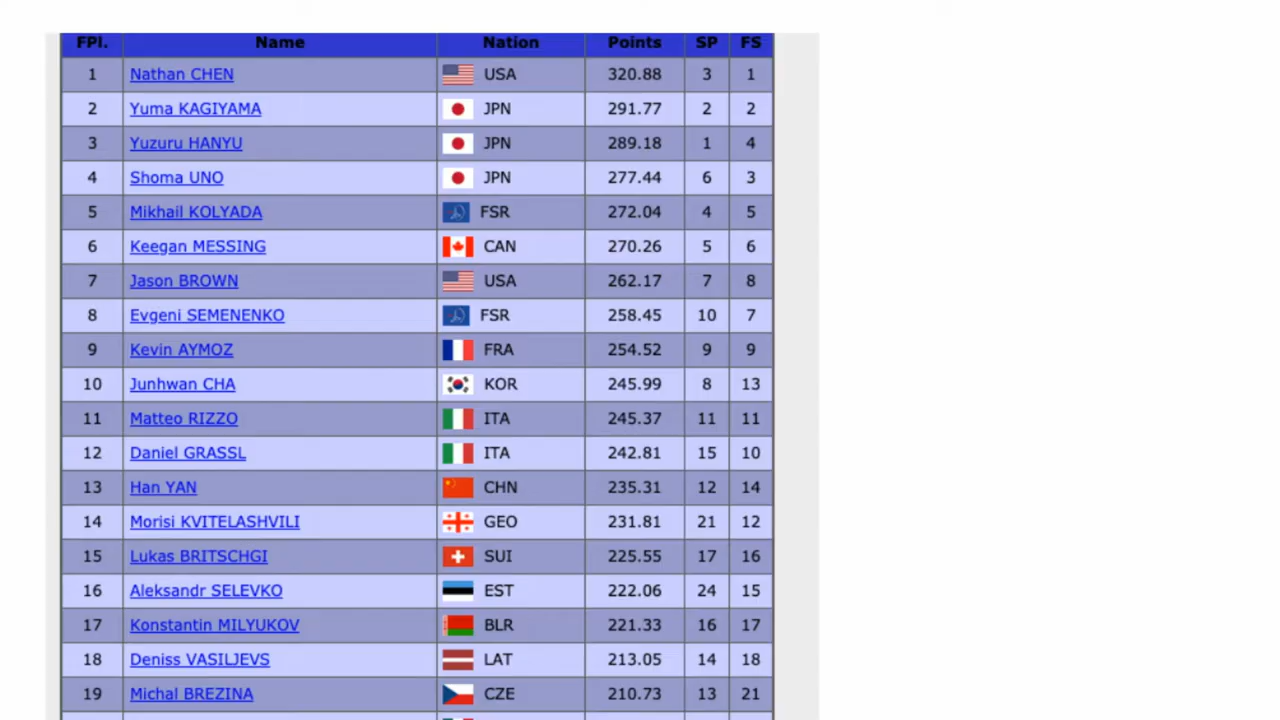 FPl. Name Nation Points SP FS
1 Nathan CHEN USA 320.88 3 1
2 Yuma KAGIYAMA JPN 291.77 2 2
3 Yuzuru HANYU JPN 289.18 1 4
4 Shoma UNO JPN 277.44 6 3
5 Mikhail KOLYADA FSR 272.04 4 5
6 Keegan MESSING CAN 270.26 5 6
7 Jason BROWN USA 262.17 7 8
8 Evgeni SEMENENKO FSR 258.45 10 7
9 Kevin AYMOZ FRA 254.52 9 9
10 Junhwan CHA KOR 245.99 8 13
11 Matteo RIZZO ITA 245.37 11 11
12 Daniel GRASSL ITA 242.81 15 10
13 Han YAN CHN 235.31 12 14
14 Morisi KVITELASHVILI GEO 231.81 21 12
15 Lukas BRITSCHGI SUI 225.55 17 16
16 Aleksandr SELEVKO EST 222.06 24 15
17 Konstantin MILYUKOV BLR 221.33 16 17
18 Deniss VASILJEVS LAT 213.05 14 18
19 Michal BREZINA CZE 210.73 13 21